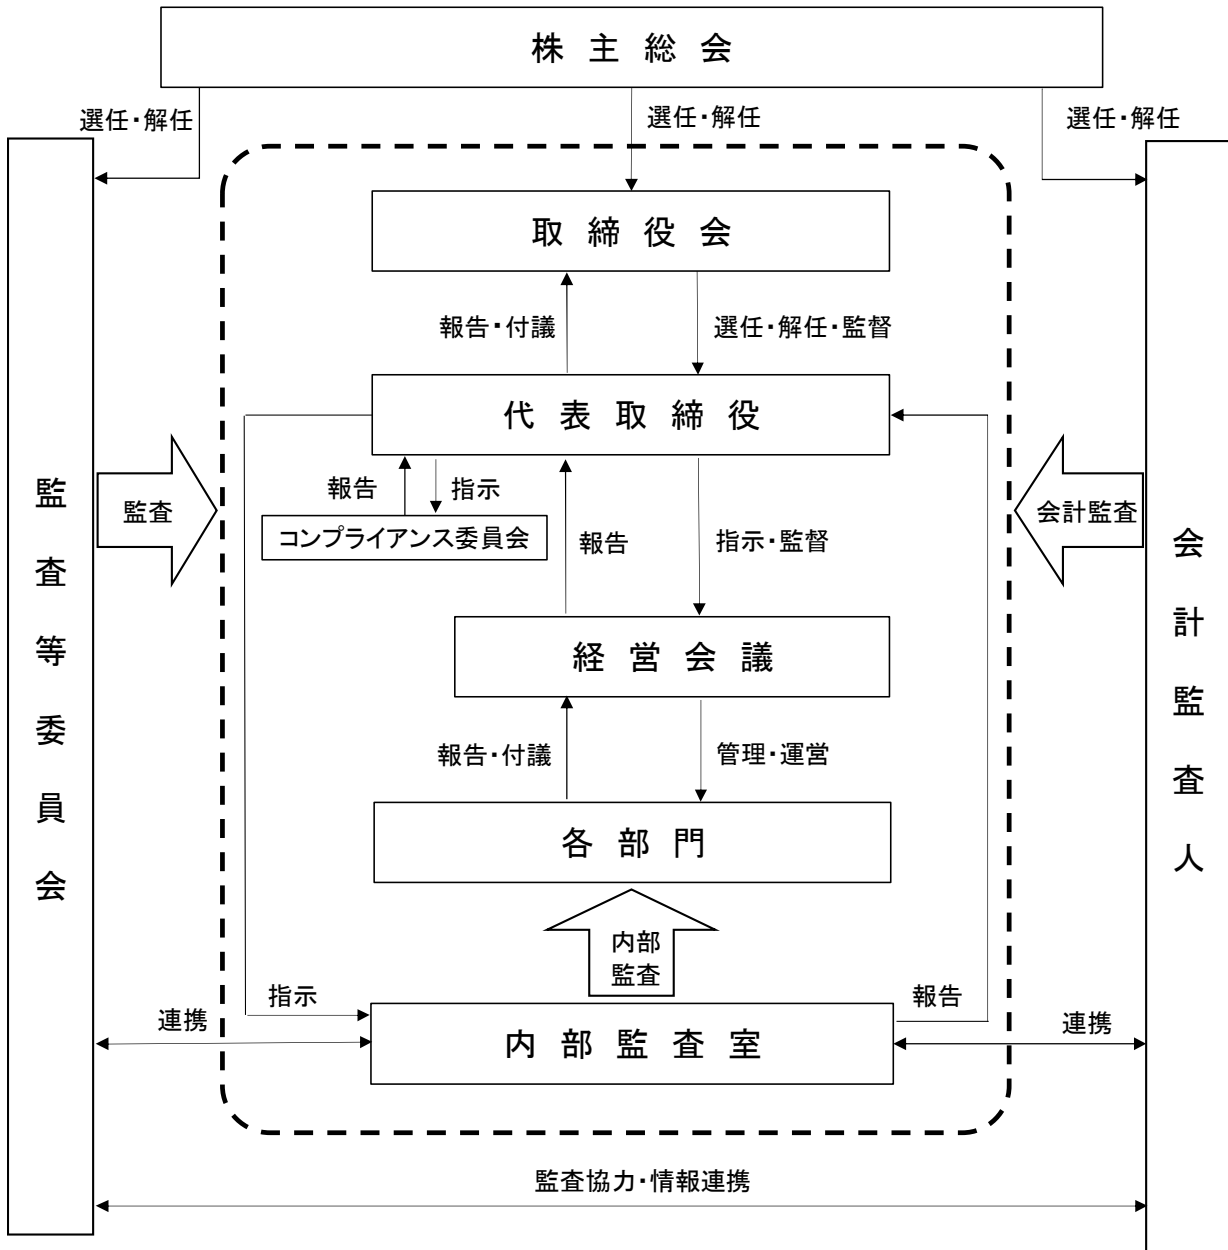 株主総会
選任・解任
選任・解任
選任・解任
取締役会
報告・付議
選任・解任・監督
代表取締役
報告
指示
コンプライアンス委員会
報告
指示・監督
監査
会計監査
監査等委員会
会計監査人
経営会議
報告・付議
管理・運営
各部門
内部
監査
指示
報告
連携
内部監査室
連携
監査協力・情報連携